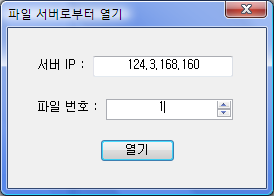 파일 서버로부터 열기
서버 IP : 124,3,168,160
파일 번호 : 1
열기